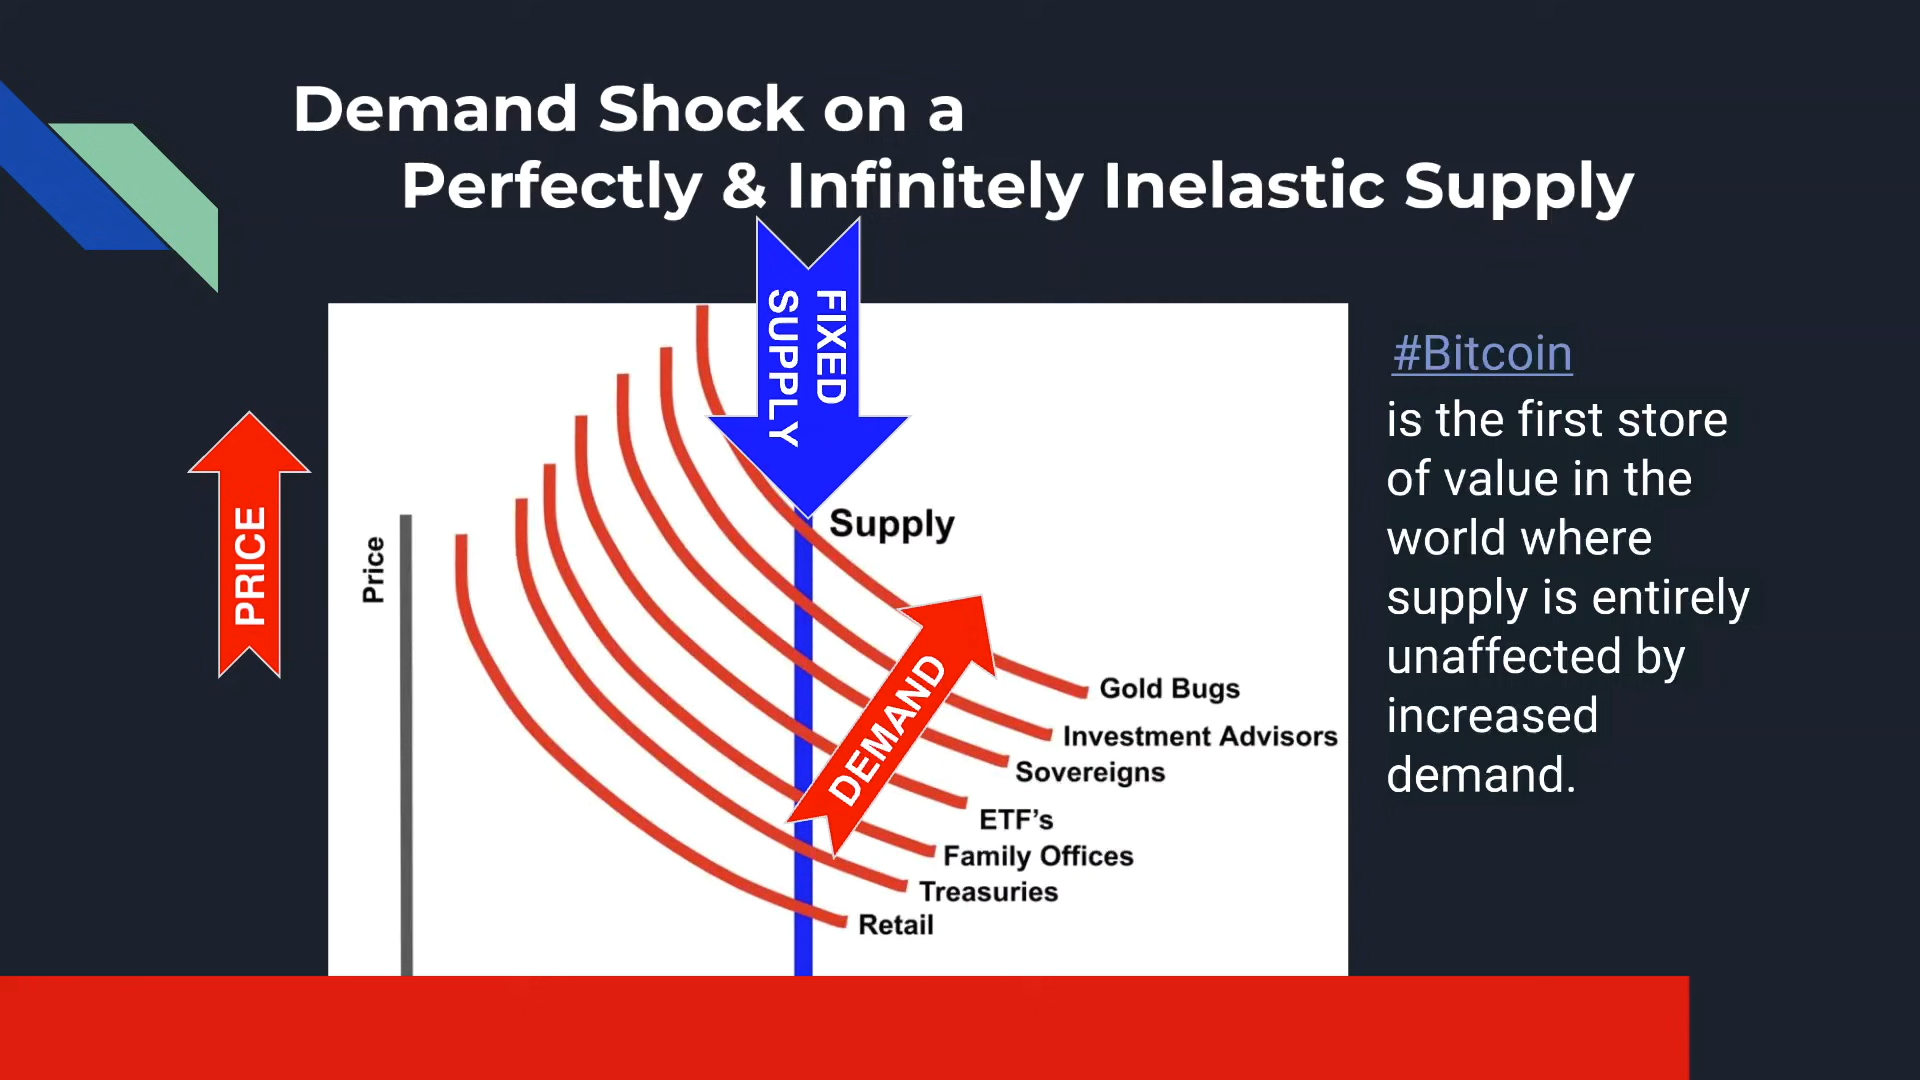 Demand Shock on a
Perfectly & Infinitely Inelastic Supply
FIXED
SUPPLY
PRICE
Price
Supply
DEMAND
Gold Bugs
Investment Advisors
Sovereigns
ETF’s
Family Offices
Treasuries
Retail
#Bitcoin
is the first store
of value in the
world where
supply is entirely
unaffected by
increased
demand.